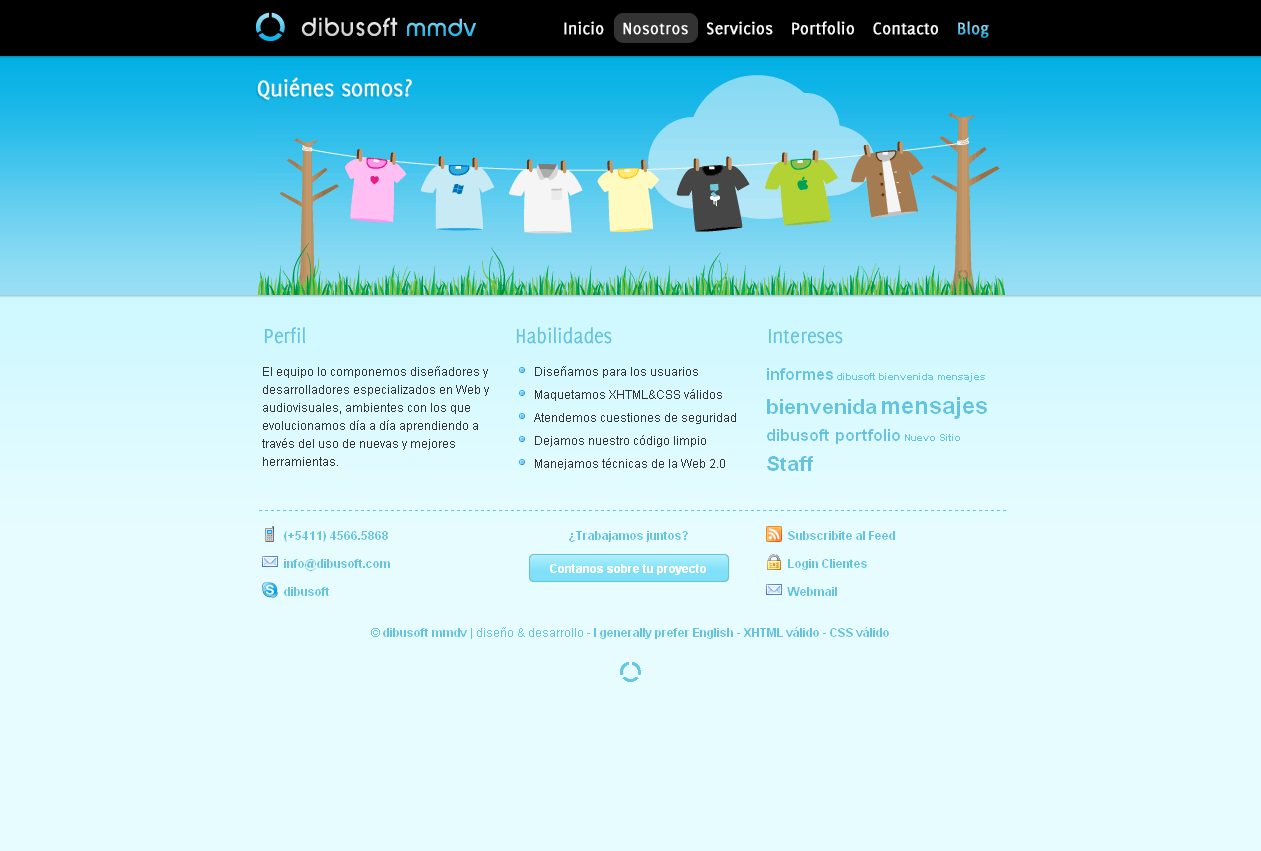 dibusoft mmdv
Inicio Nosotros Servicios Portfolio Contacto Blog
Quiénes somos?
Perfil
El equipo lo componemos diseñadores y
desarrolladores especializados en Web y
audiovisuales, ambientes con los que
evolucionamos día a día aprendiendo a
través del uso de nuevas y mejores
herramientas.
Habilidades
Diseñamos para los usuarios
Maquetamos XHTML&CSS válidos
Atendemos cuestiones de seguridad
Dejamos nuestro código limpio
Manejamos técnicas de la Web 2.0
Intereses
informes dibusoft bienvenida mensajes
bienvenida mensajes
dibusoft portfolio Nuevo Sitio
Staff
(+5411) 4566.5868
info@dibusoft.com
dibusoft
¿Trabajamos juntos?
Contanos sobre tu proyecto
Subscribite al Feed
Login Clientes
Webmail
© dibusoft mmdv | diseño & desarrollo - I generally prefer English - XHTML válido - CSS válido